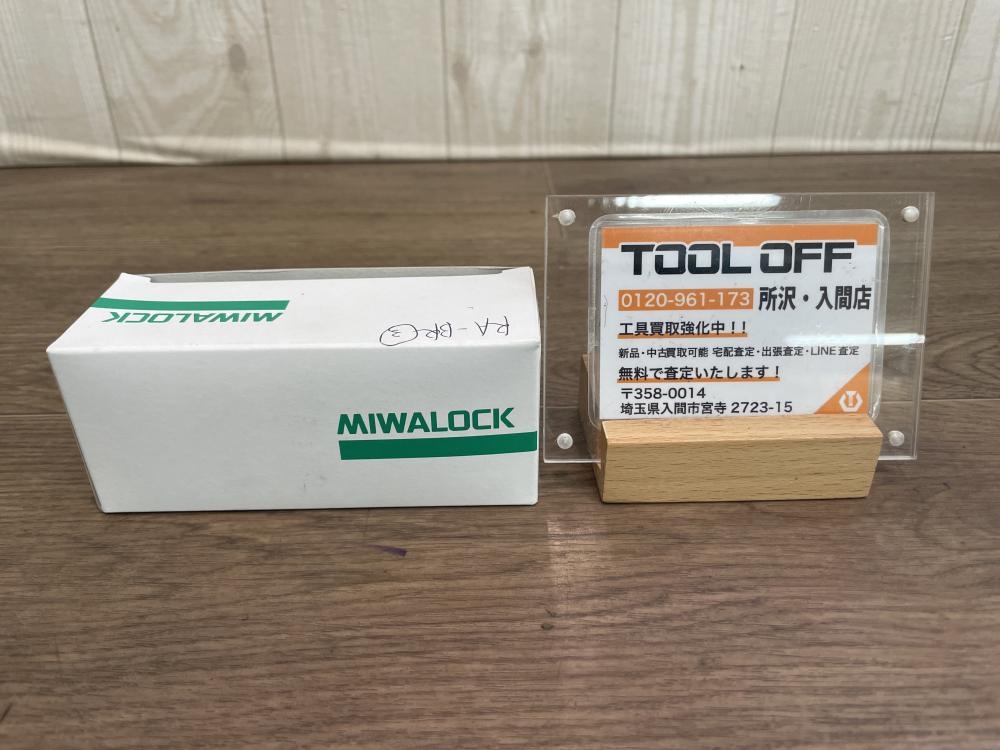 MIWALOCK
RA-BR③
MIWALOCK
TOOL OFF
0120-961-173 所沢・入間店
工具買取強化中!!
新品・中古買取可能 宅配査定・出張査定・LINE査定
無料で査定いたします!
〒358-0014
埼玉県入間市宮寺 2723-15